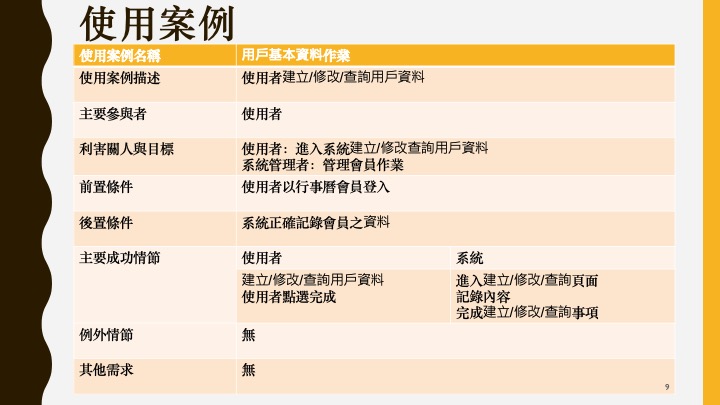 使用案例
使用案例名稱 用戶基本資料作業
使用案例描述 使用者建立/修改/查詢用戶資料
主要參與者 使用者
利害關人與目標 使用者：進入系統建立/修改查詢用戶資料
系統管理者：管理會員作業
前置條件 使用者以行事曆會員登入
後置條件 系統正確記錄會員之資料
主要成功情節 使用者 系統
建立/修改/查詢用戶資料 進入建立/修改/查詢頁面
使用者點選完成 記錄內容
完成建立/修改/查詢事項
例外情節 無
其他需求 無
9